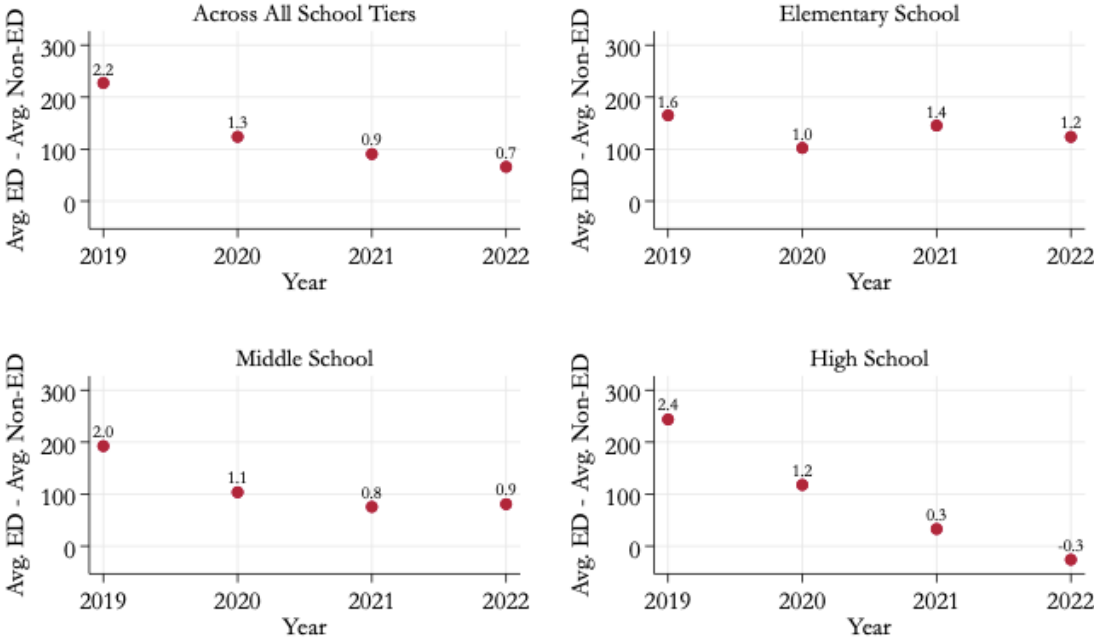 Across All School Tiers
Avg. ED - Avg. Non-ED
300
200
100
0
2.2
1.3
0.9
0.7
2019 2020 2021 2022
Year
Elementary School
Avg. ED - Avg. Non-ED
300
200
100
0
1.6
1.0
1.4
1.2
2019 2020 2021 2022
Year
Middle School
Avg. ED - Avg. Non-ED
300
200
100
0
2.0
1.1
0.8
0.9
2019 2020 2021 2022
Year
High School
Avg. ED - Avg. Non-ED
300
200
100
0
2.4
1.2
0.3
-0.3
2019 2020 2021 2022
Year